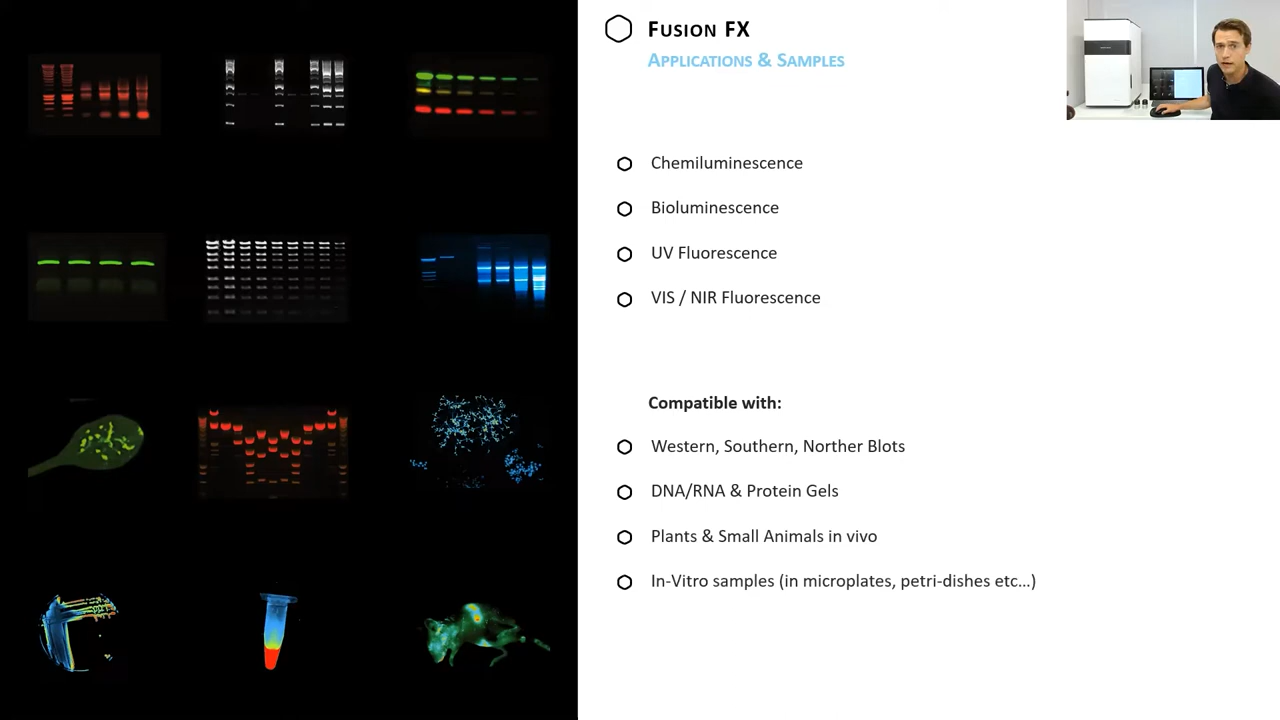 Fusion FX
Applications & Samples
Chemiluminescence
Bioluminescence
UV Fluorescence
VIS / NIR Fluorescence
Compatible with:
Western, Southern, Norther Blots
DNA/RNA & Protein Gels
Plants & Small Animals in vivo
In-Vitro samples (in microplates, petri-dishes etc…)